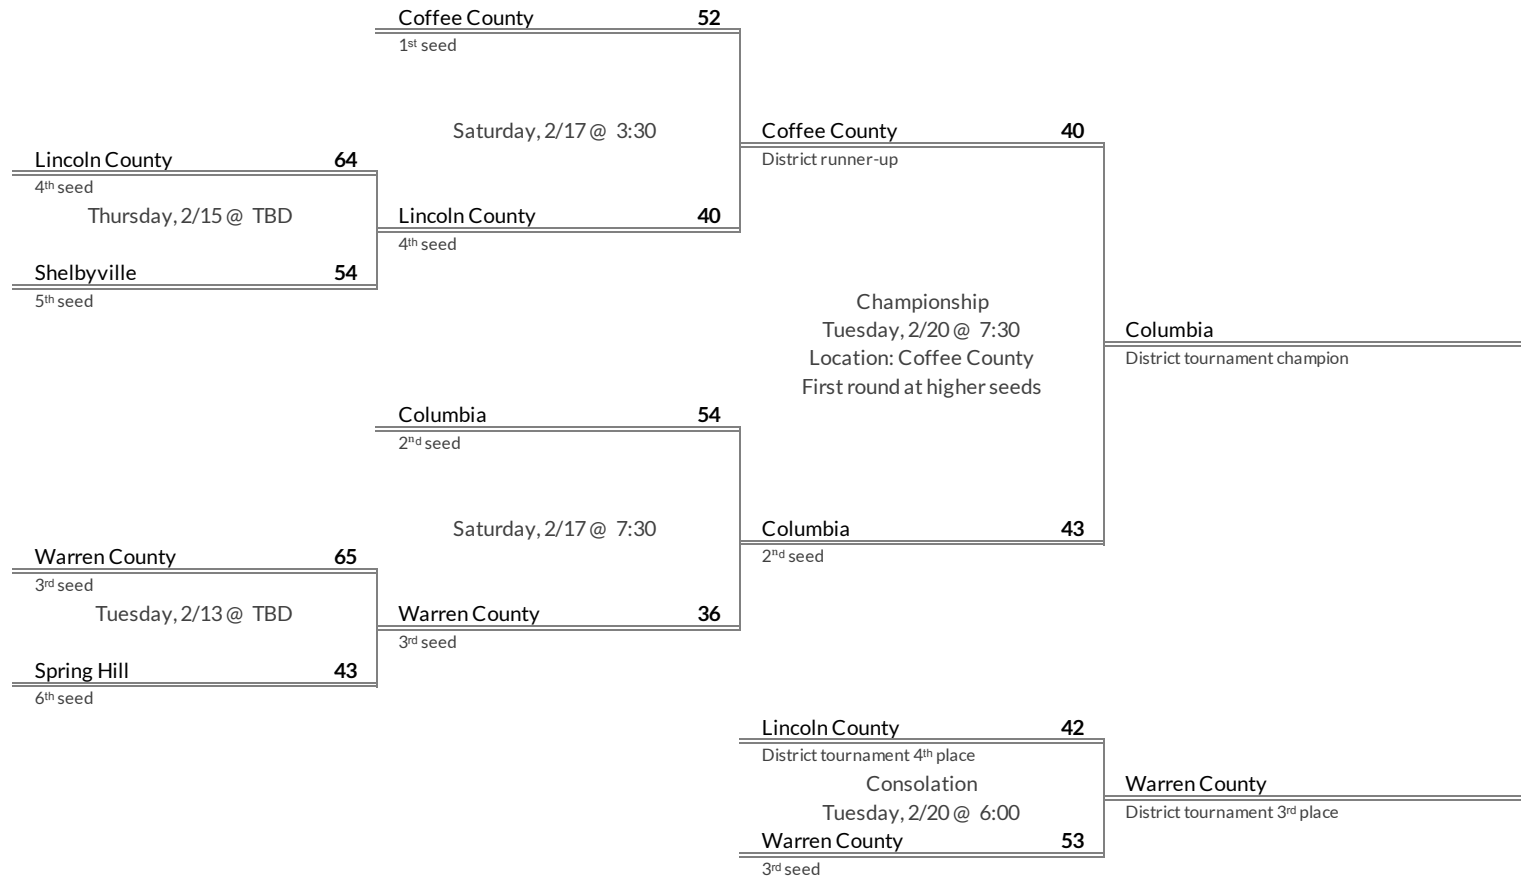 Coffee County 52
1st seed
Saturday, 2/17 @ 3:30
Coffee County 40
District runner-up
Lincoln County 64
4th seed
Thursday, 2/15 @ TBD
Lincoln County 40
4th seed
Shelbyville 54
5th seed
Championship
Tuesday, 2/20 @ 7:30
Location: Coffee County
First round at higher seeds
Columbia
District tournament champion
Columbia 54
2nd seed
Saturday, 2/17 @ 7:30
Columbia 43
2nd seed
Warren County 65
3rd seed
Tuesday, 2/13 @ TBD
Warren County 36
3rd seed
Spring Hill 43
6th seed
Lincoln County 42
District tournament 4th place
Consolation
Tuesday, 2/20 @ 6:00
Warren County
District tournament 3rd place
Warren County 53
3rd seed